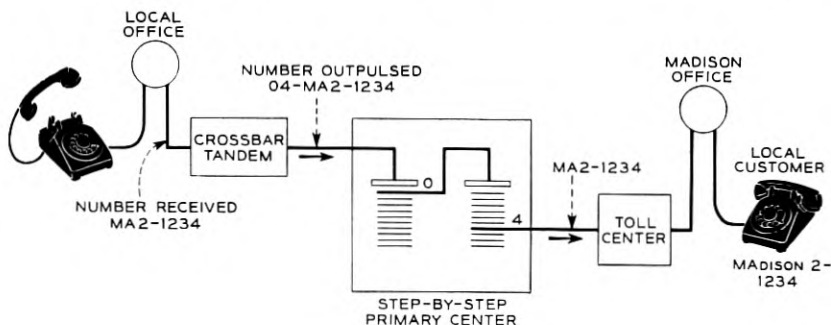 LOCAL
OFFICE
NUMBER OUTPULSED
04-MA2-1234
CROSSBAR
TANDEM
NUMBER RECEIVED
MA2-1234
0
4
STEP-BY-STEP
PRIMARY CENTER
MA2-1234
TOLL
CENTER
MADISON
OFFICE
LOCAL
CUSTOMER
MADISON 2-
1234